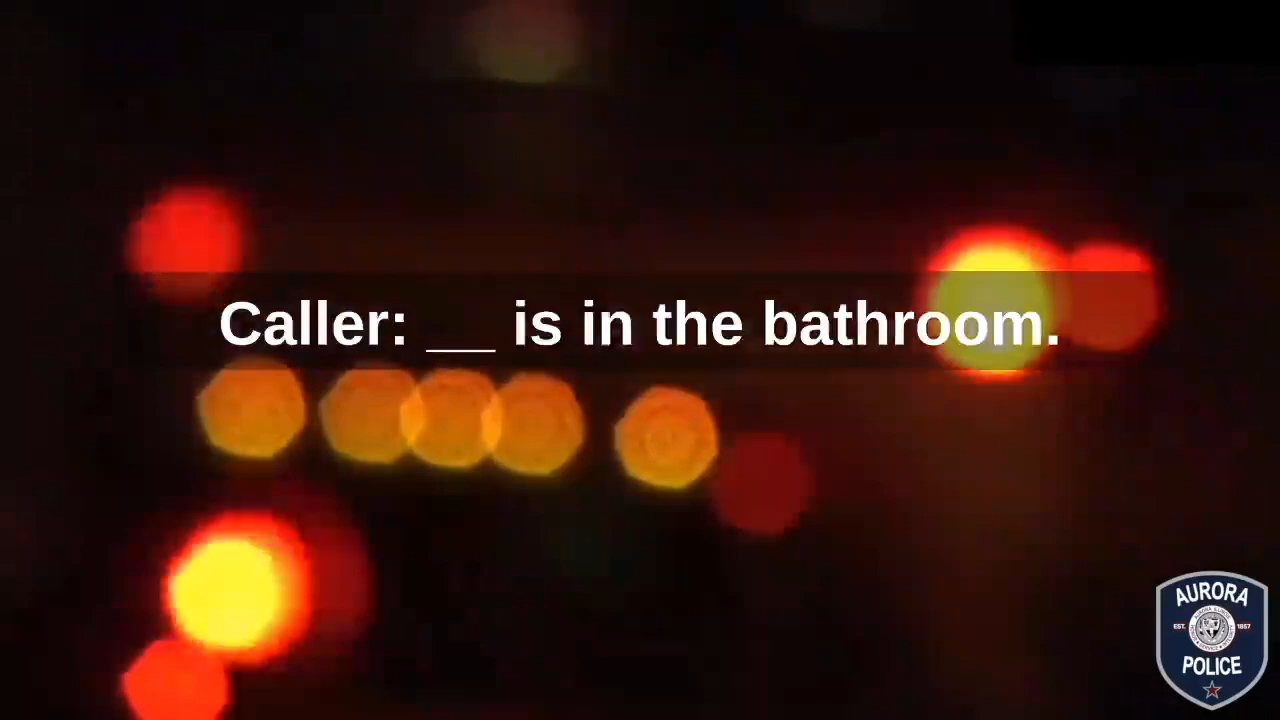 Caller: __ is in the bathroom.
AURORA
EST. 1857
POLICE